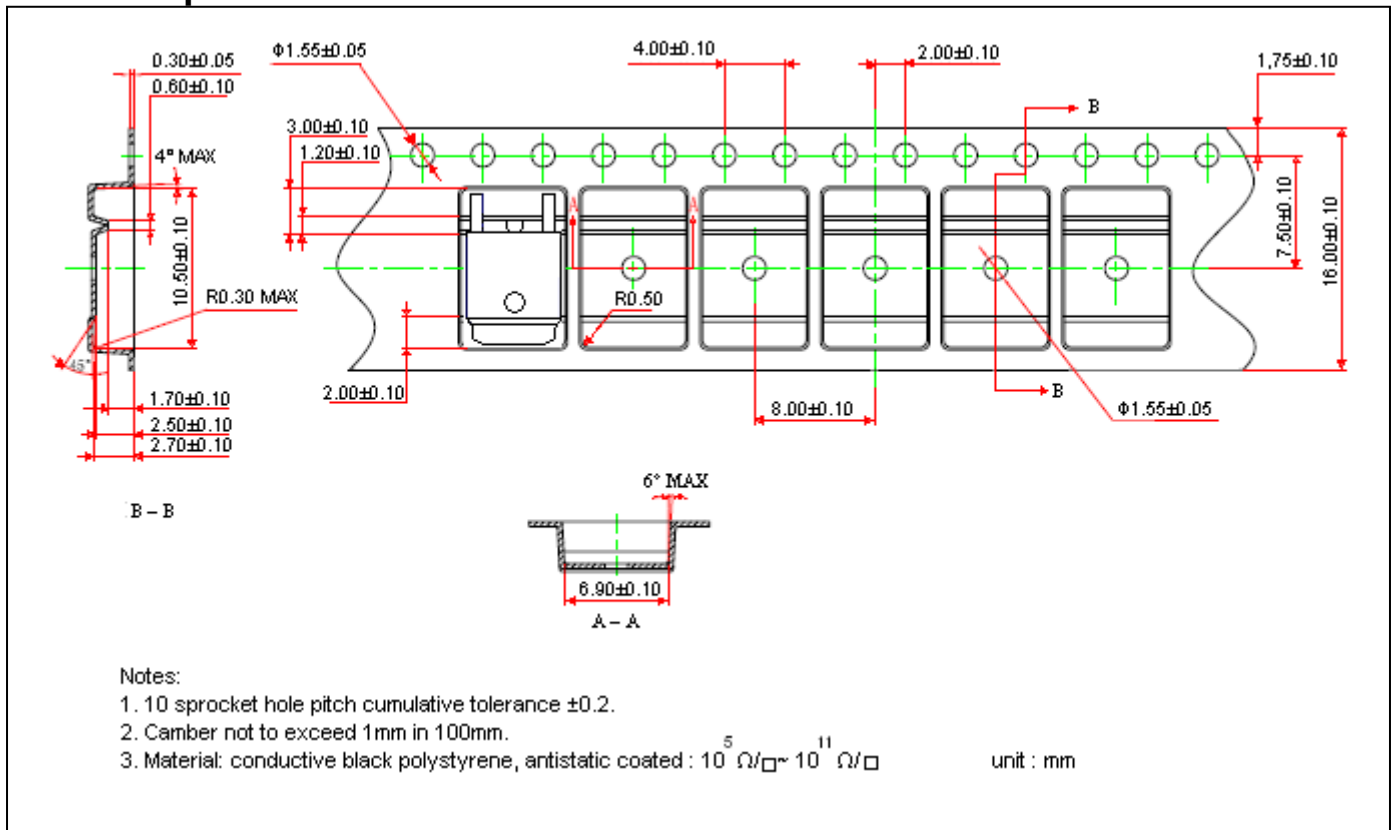 0.30±0.05
0.60±0.10
4° MAX
10.50±0.10
R0.30 MAX
45°
1.70±0.10
2.50±0.10
2.70±0.10
B – B
Φ1.55±0.05
3.00±0.10
1.20±0.10
4.00±0.10
2.00±0.10
B
1,75±0.10
7.50±0.10
16.00±0.10
A
A
R0.50
2.00±0.10
8.00±0.10
B
Φ1.55±0.05
6° MAX
6.90±0.10
A – A
Notes:
1. 10 sprocket hole pitch cumulative tolerance ±0.2.
2. Camber not to exceed 1mm in 100mm.
3. Material: conductive black polystyrene, antistatic coated : 10⁵ Ω/□~ 10¹¹ Ω/□ unit : mm